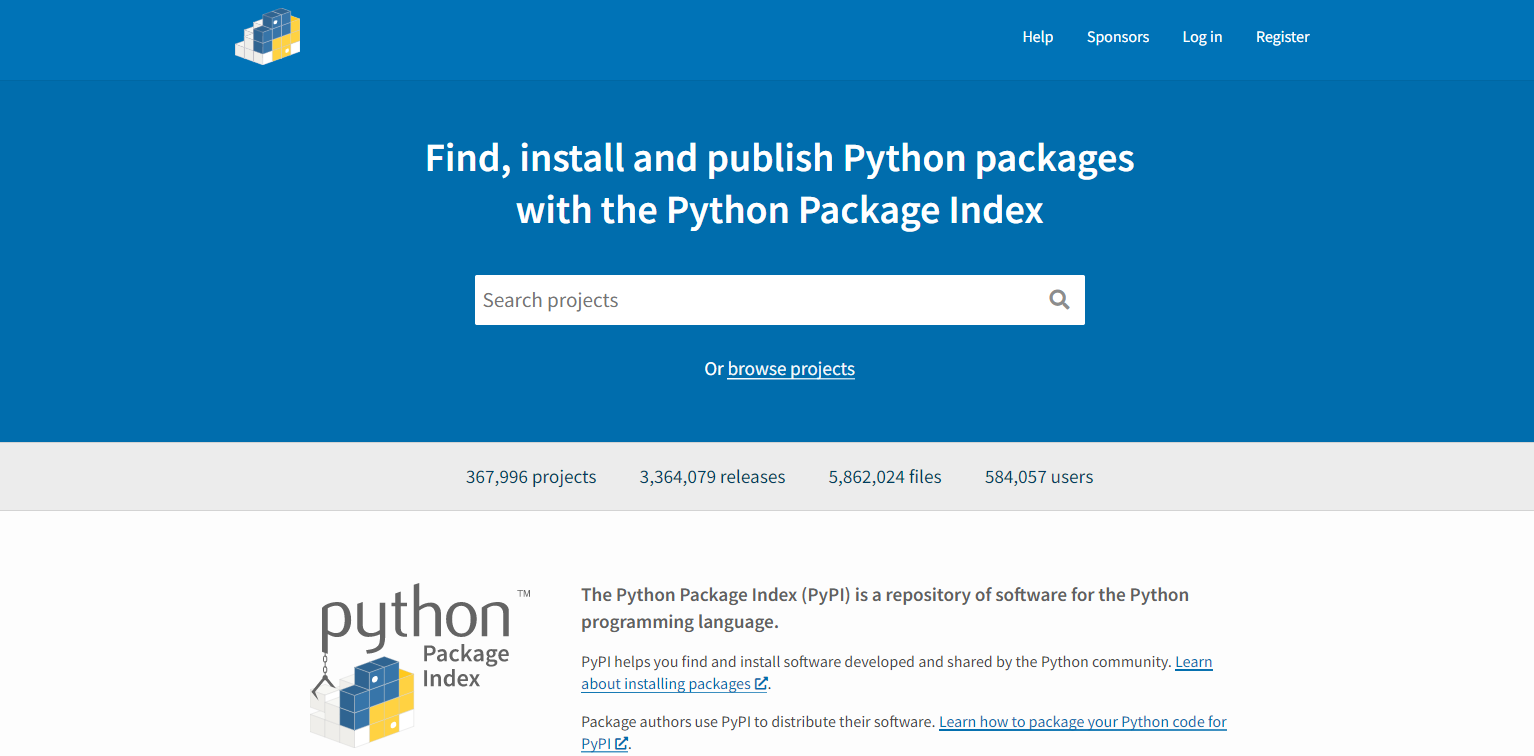 Help Sponsors Log in Register
Find, install and publish Python packages
with the Python Package Index
Search projects
Or browse projects
367,996 projects 3,364,079 releases 5,862,024 files 584,057 users
python™
Package
Index
The Python Package Index (PyPI) is a repository of software for the Python
programming language.
PyPI helps you find and install software developed and shared by the Python community. Learn
about installing packages.
Package authors use PyPI to distribute their software. Learn how to package your Python code for
PyPI.